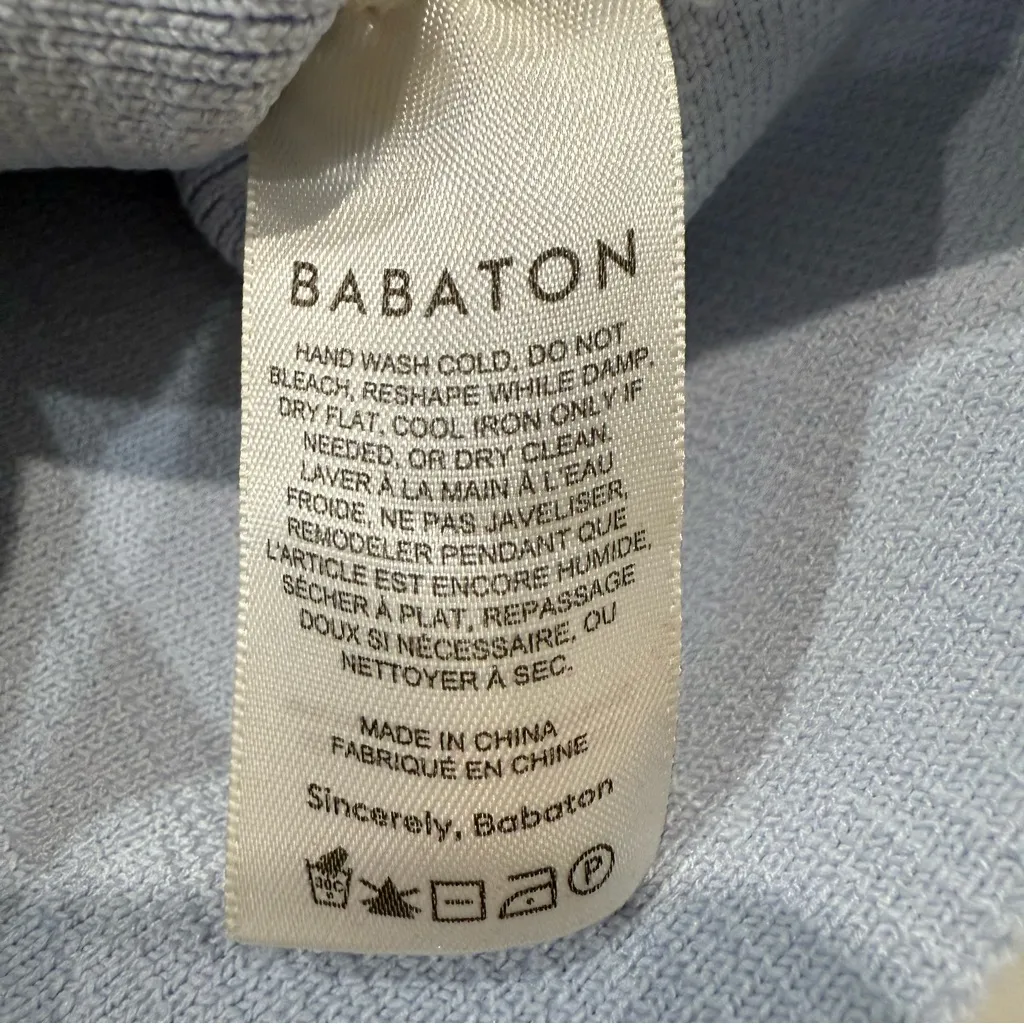 BABATON
HAND WASH COLD, DO NOT
BLEACH, RESHAPE WHILE DAMP,
DRY FLAT, COOL IRON ONLY IF
NEEDED, OR DRY CLEAN.
LAVER À LA MAIN À L'EAU
FROIDE, NE PAS JAVELISER,
REMODELER PENDANT QUE
L'ARTICLE EST ENCORE HUMIDE,
SÉCHER À PLAT, REPASSAGE
DOUX SI NÉCESSAIRE, OU
NETTOYER À SEC.
MADE IN CHINA
FABRIQUÉ EN CHINE
Sincerely, Babaton
30C P